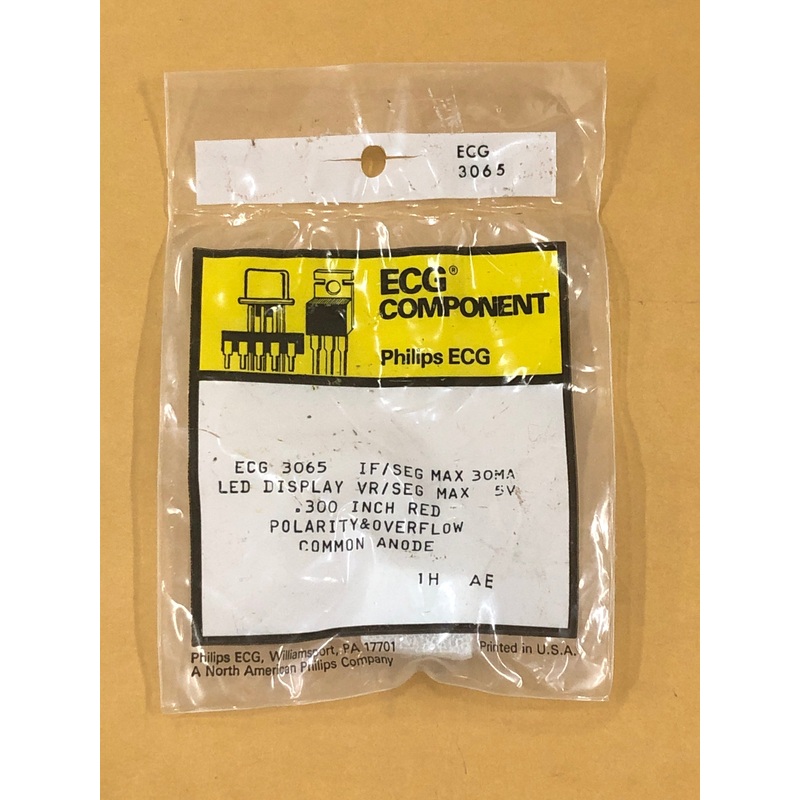 ECG
3065
ECG®
COMPONENT
Philips ECG
ECG 3065 IF/SEG MAX 30MA
LED DISPLAY VR/SEG MAX 5V
.300 INCH RED
POLARITY&OVERFLOW
COMMON ANODE
1H AE
Philips ECG, Williamsport, PA 17701 Printed in U.S.A.
A North American Philips Company